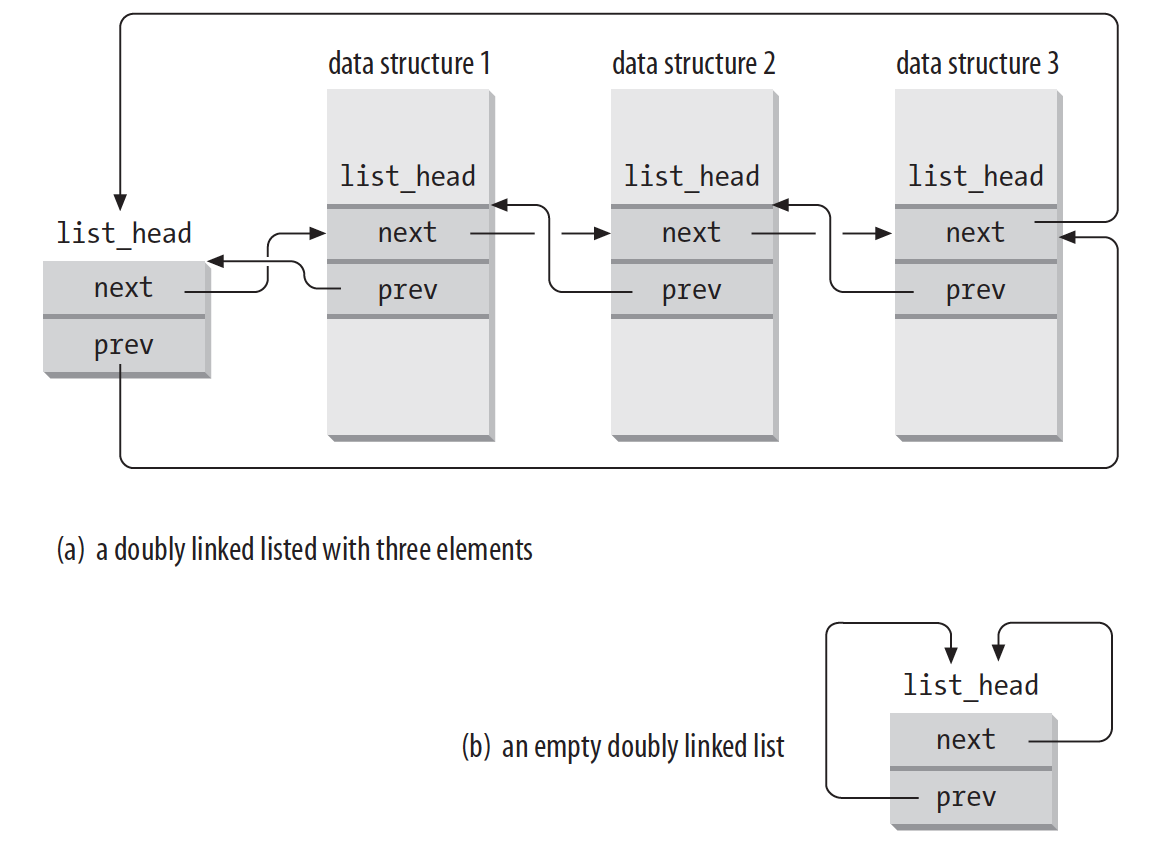 data structure 1
data structure 2
data structure 3
list_head
list_head
list_head
list_head
next
next
next
next
prev
prev
prev
prev
(a) a doubly linked listed with three elements
list_head
(b) an empty doubly linked list
next
prev